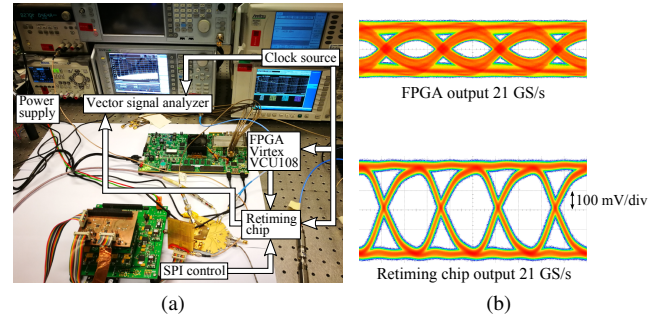 Clock source
Vector signal analyzer
Power
supply
FPGA
Virtex
VCU108
Retiming
chip
SPI control
(a)
FPGA output 21 GS/s
100 mV/div
Retiming chip output 21 GS/s
(b)